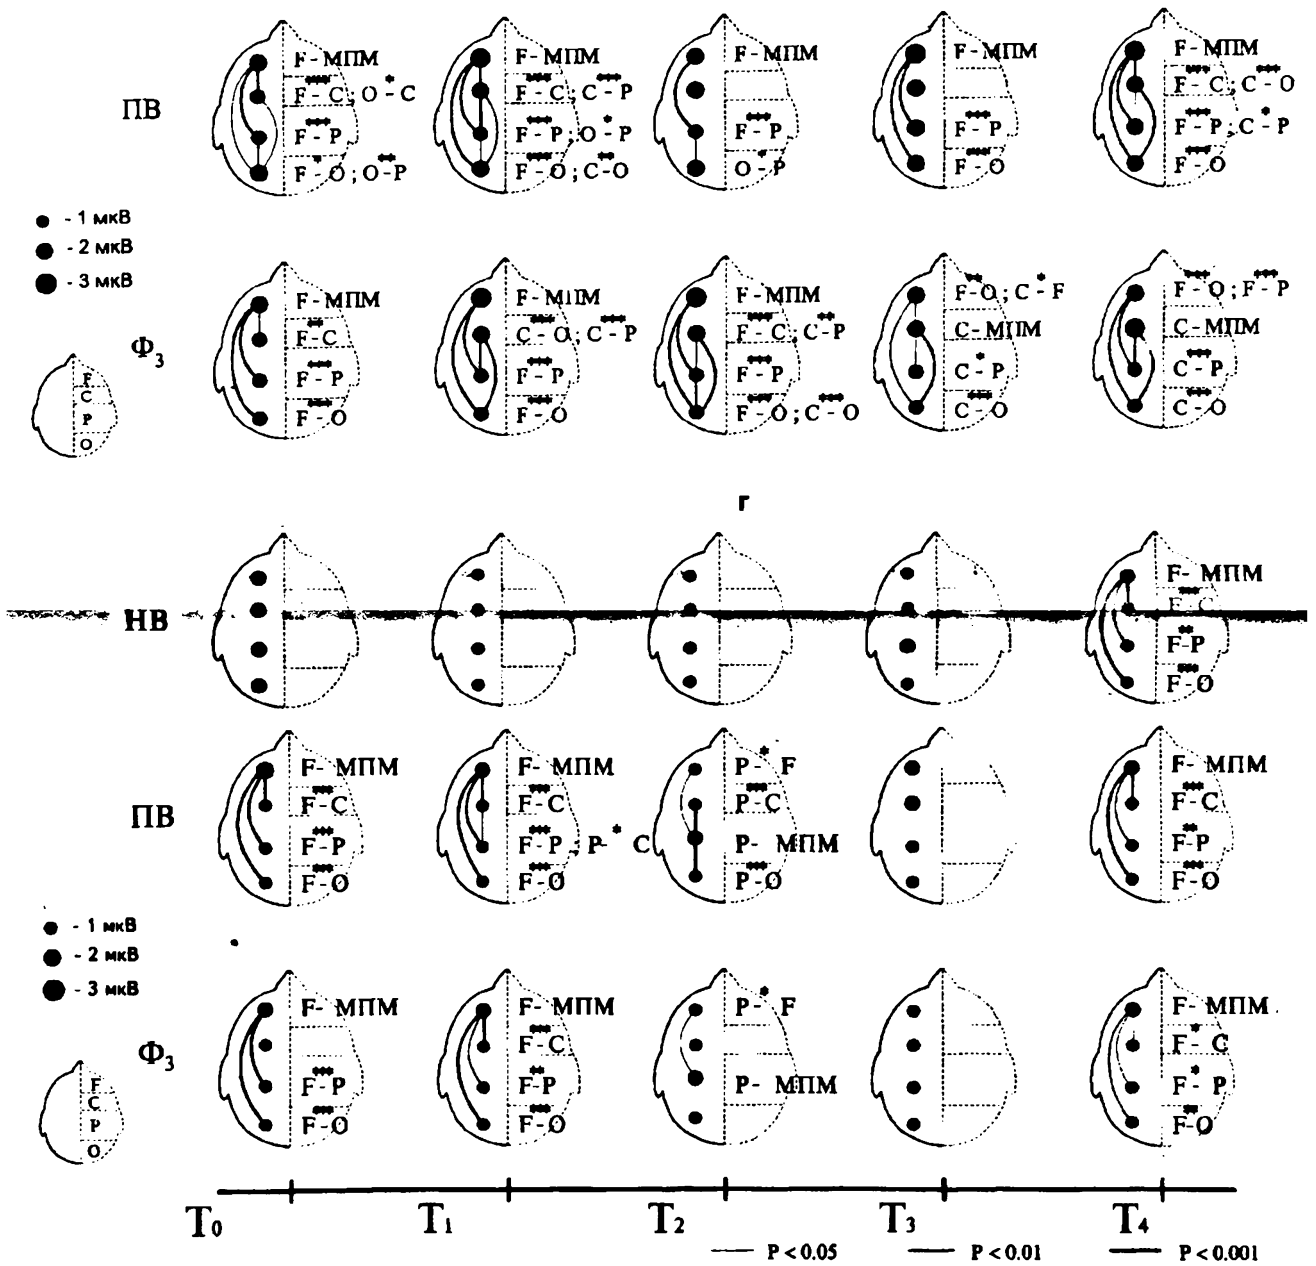 F - МПМ F - МПМ F - МПМ F - МПМ F - МПМ
ПВ
*** * *** *** *** ***
F - C ; O - C F - C ; C - P F - C ; C - O
*** *** * *** *** *** *
F - P F - P ; O - P F - P F - P F - P ; C - P
* ** *** ** * *** ***
F - O ; O - P F - O ; C - O O - P F - O F - O
- 1 мкВ
- 2 мкВ
- 3 мкВ
F - МПМ F - МПМ F - МПМ ** * F - O ; C - F *** *** F - O ; F - P
Ф3
** *** *** *** **
F - C C - O ; C - P F - C ; C - P C - МПМ C - МПМ
*** *** *** * ***
F - P F - P F - P C - P C - P
*** *** *** *** *** ***
F - O F - O F - O ; C - O C - O C - O
F
C
P
O
г
НВ
F - МПМ
***
**
F - P
***
F - O
ПВ
F - МПМ F - МПМ * P - F F - МПМ
*** *** *** ***
F - C F - C P - C F - C
*** *** * **
F - P F - P , P - C P - МПМ F - P
*** *** *** ***
F - O F - O P - O F - O
- 1 мкВ
- 2 мкВ
- 3 мкВ
Ф3
F - МПМ F - МПМ * P - F F - МПМ
*** *
F - C F - C
*** ** *
F - P F - P P - МПМ F - P
*** *** **
F - O F - O F - O
F
C
P
O
T0 T1 T2 T3 T4
P < 0.05 P < 0.01 P < 0.001